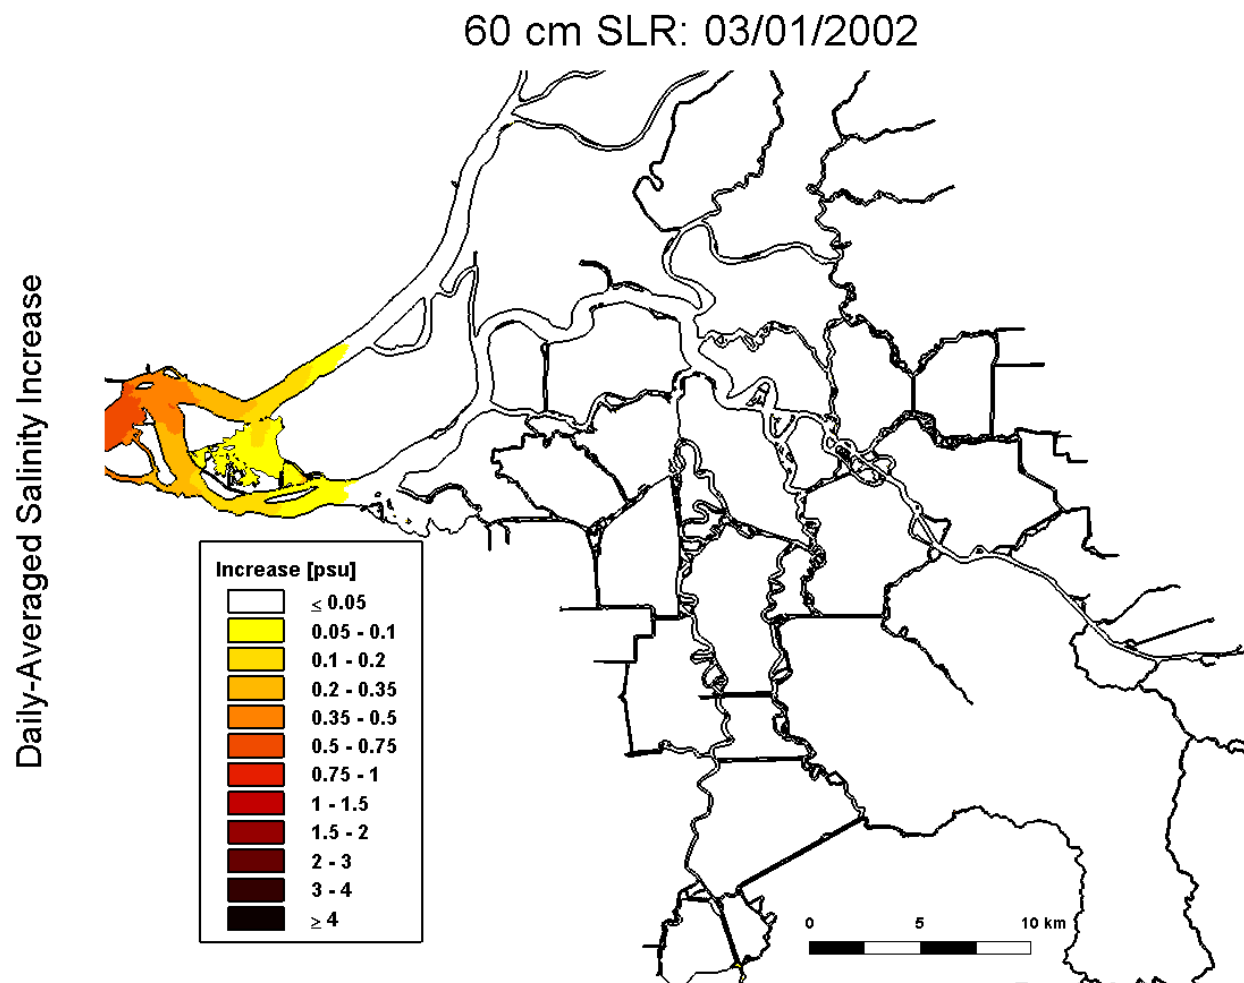 60 cm SLR: 03/01/2002
Daily-Averaged Salinity Increase
Increase [psu]
≤ 0.05
0.05 - 0.1
0.1 - 0.2
0.2 - 0.35
0.35 - 0.5
0.5 - 0.75
0.75 - 1
1 - 1.5
1.5 - 2
2 - 3
3 - 4
≥ 4
0 5 10 km